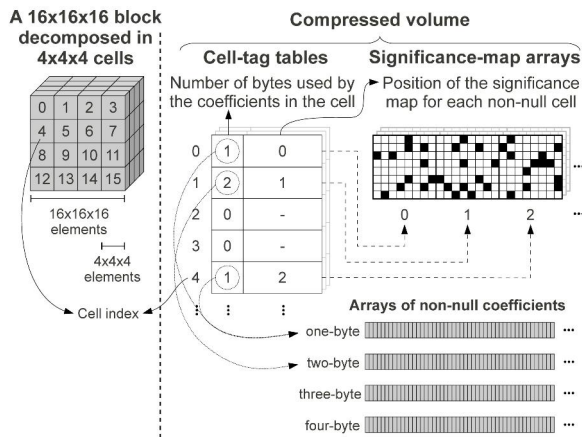 A 16x16x16 block
decomposed in
4x4x4 cells
0 1 2 3
4 5 6 7
8 9 10 11
12 13 14 15
16x16x16
elements
4x4x4
elements
Cell index
Compressed volume
Cell-tag tables
Number of bytes used by
the coefficients in the cell
0 1 0
1 2 1
2 0 -
3 0 -
4 1 2
⋮ ⋮ ⋮
Significance-map arrays
Position of the significance
map for each non-null cell
...
0 1 2 ...
Arrays of non-null coefficients
one-byte ...
two-byte ...
three-byte ...
four-byte ...